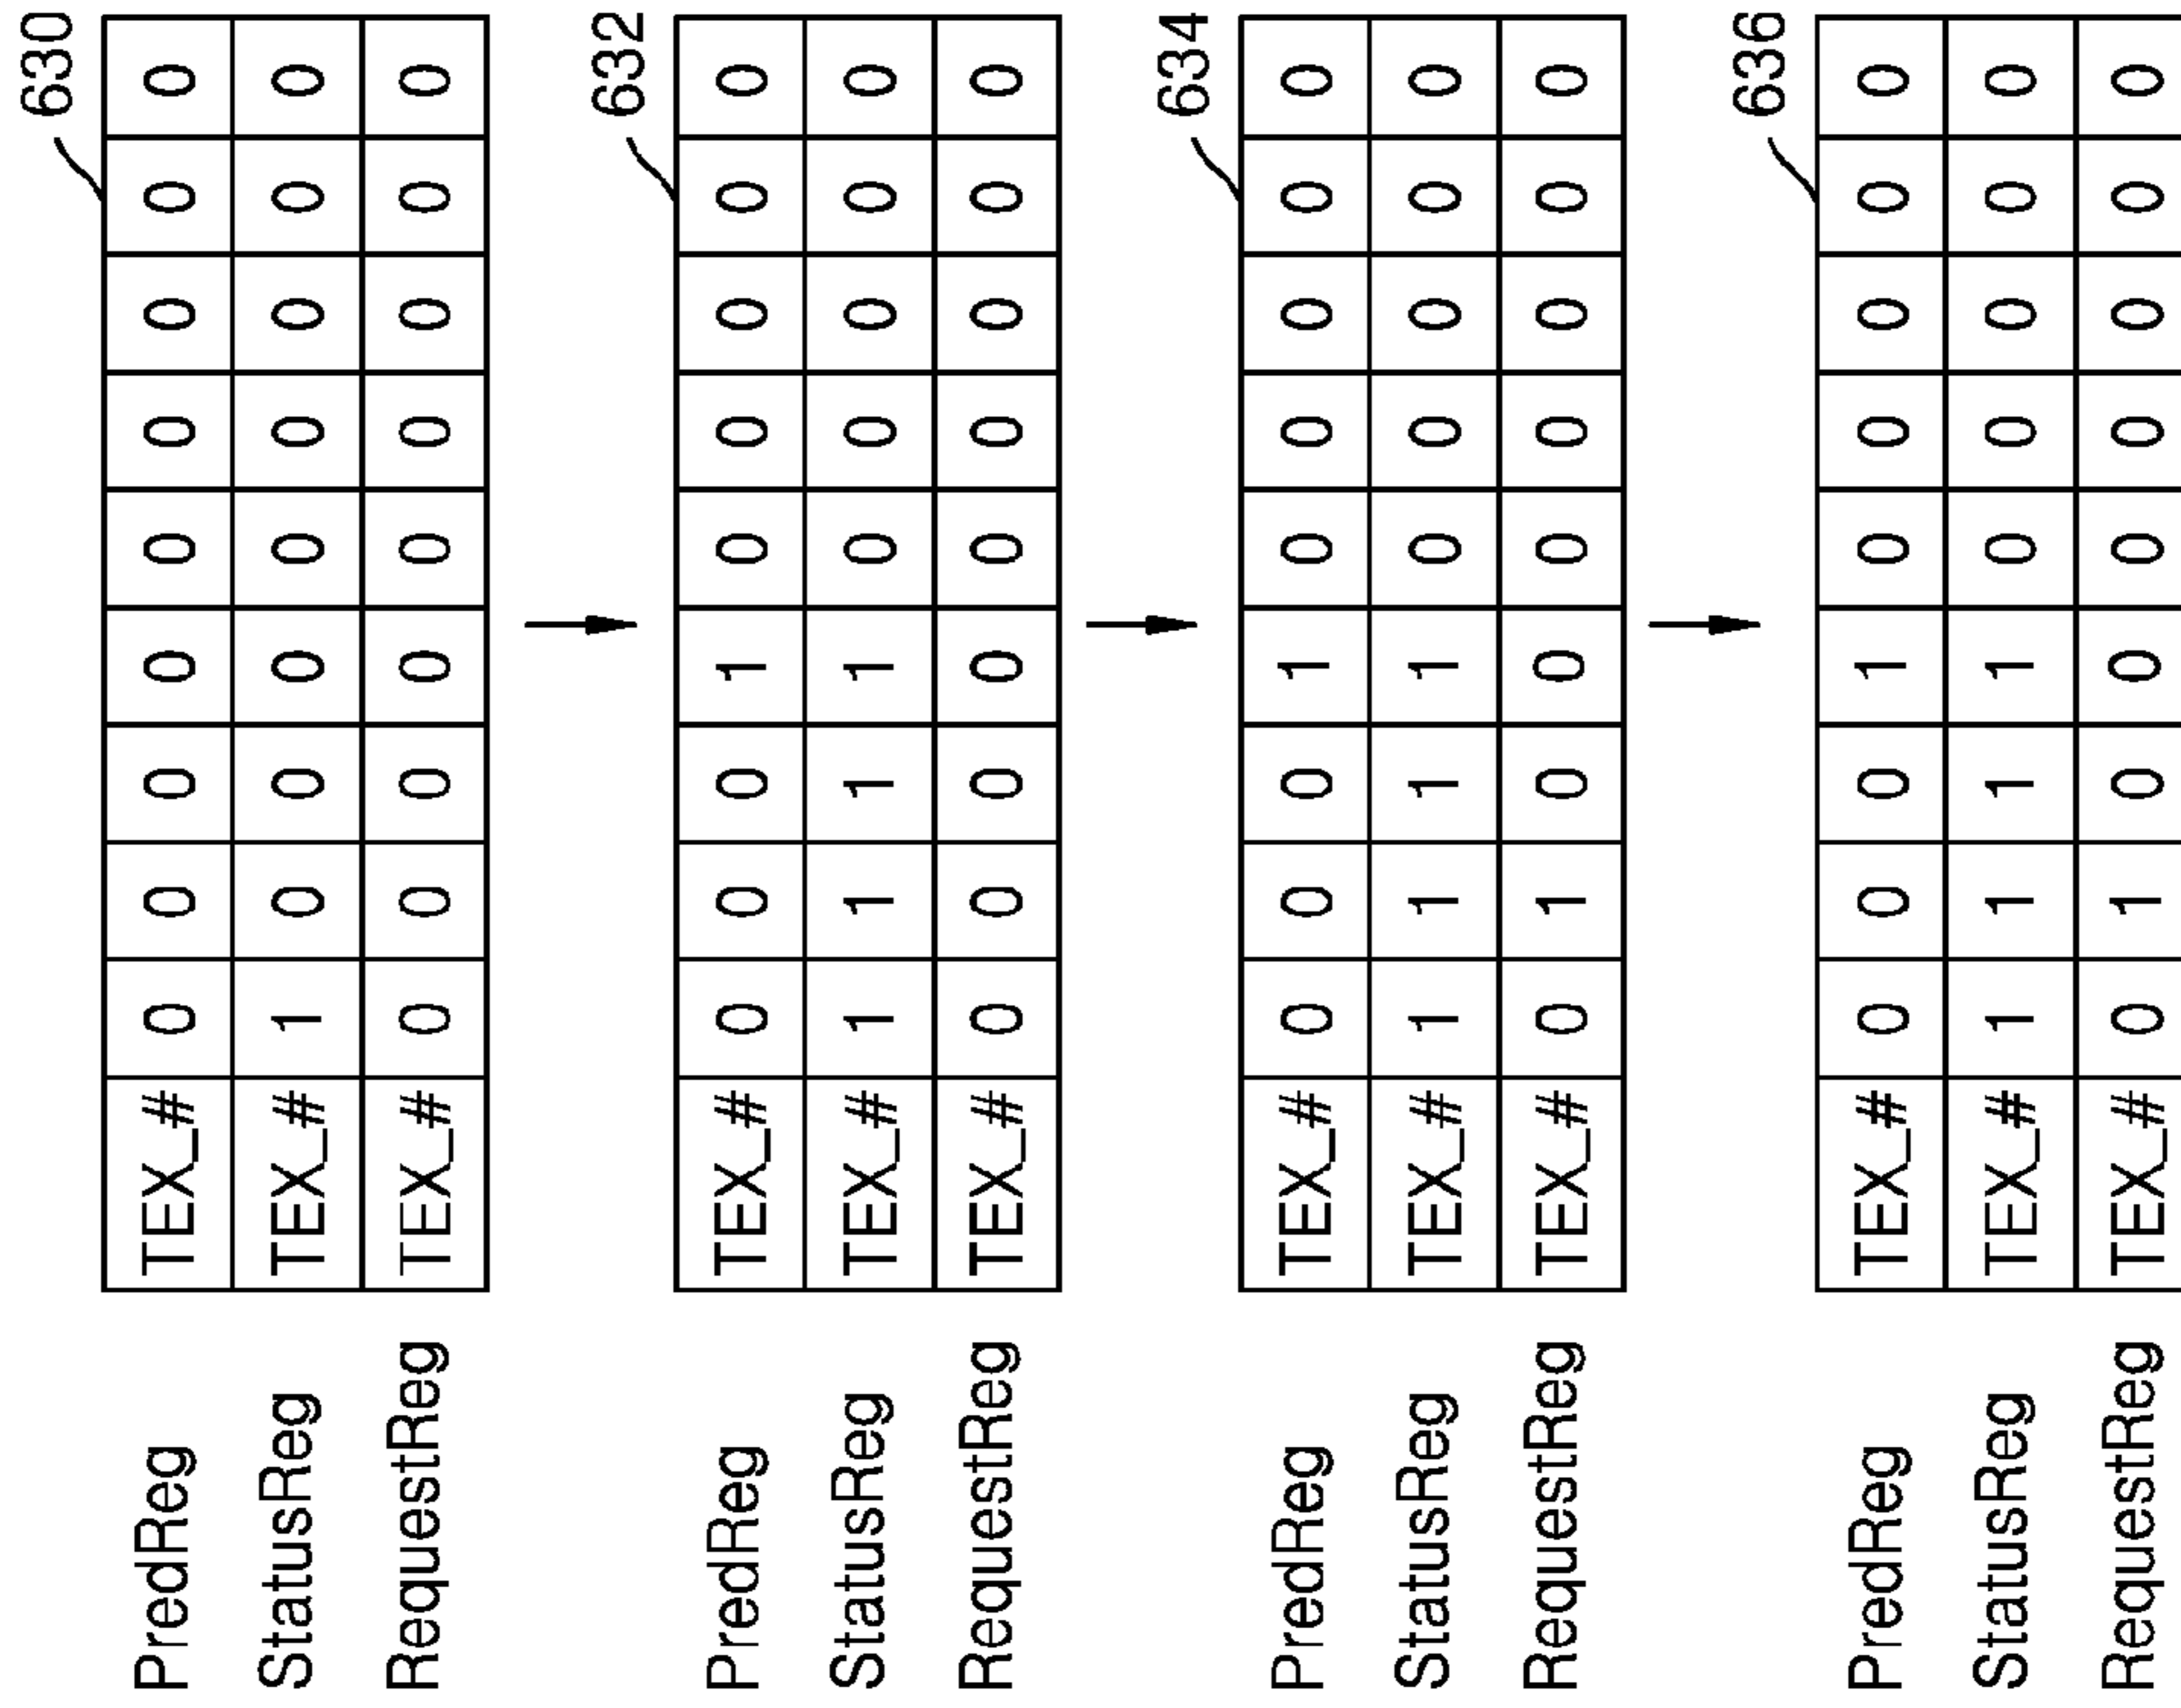 630
PredReg TEX_# 0 0 0 0 0 0 0 0 0
StatusReg TEX_# 1 0 0 0 0 0 0 0 0
RequestReg TEX_# 0 0 0 0 0 0 0 0 0
632
PredReg TEX_# 0 0 0 1 0 0 0 0 0
StatusReg TEX_# 1 1 1 1 0 0 0 0 0
RequestReg TEX_# 0 0 0 0 0 0 0 0 0
634
PredReg TEX_# 0 0 0 1 0 0 0 0 0
StatusReg TEX_# 1 1 1 1 0 0 0 0 0
RequestReg TEX_# 0 1 0 0 0 0 0 0 0
636
PredReg TEX_# 0 0 0 1 0 0 0 0 0
StatusReg TEX_# 1 1 1 1 0 0 0 0 0
RequestReg TEX_# 0 1 0 0 0 0 0 0 0